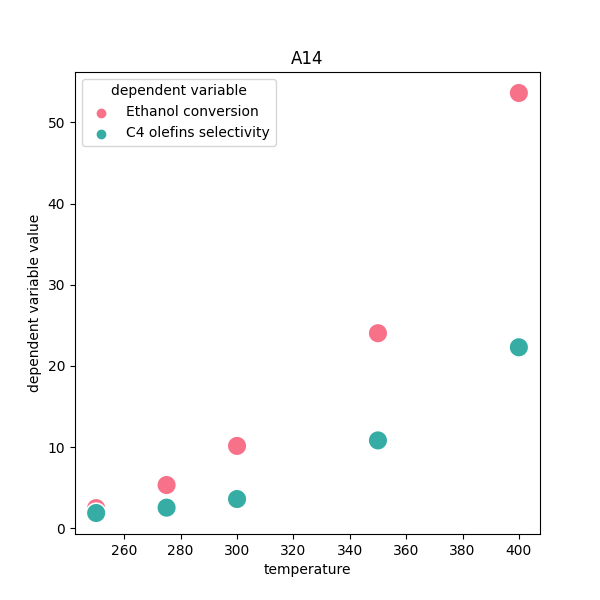 A14
dependent variable
Ethanol conversion
C4 olefins selectivity
dependent variable value
50
40
30
20
10
0
260 280 300 320 340 360 380 400
temperature